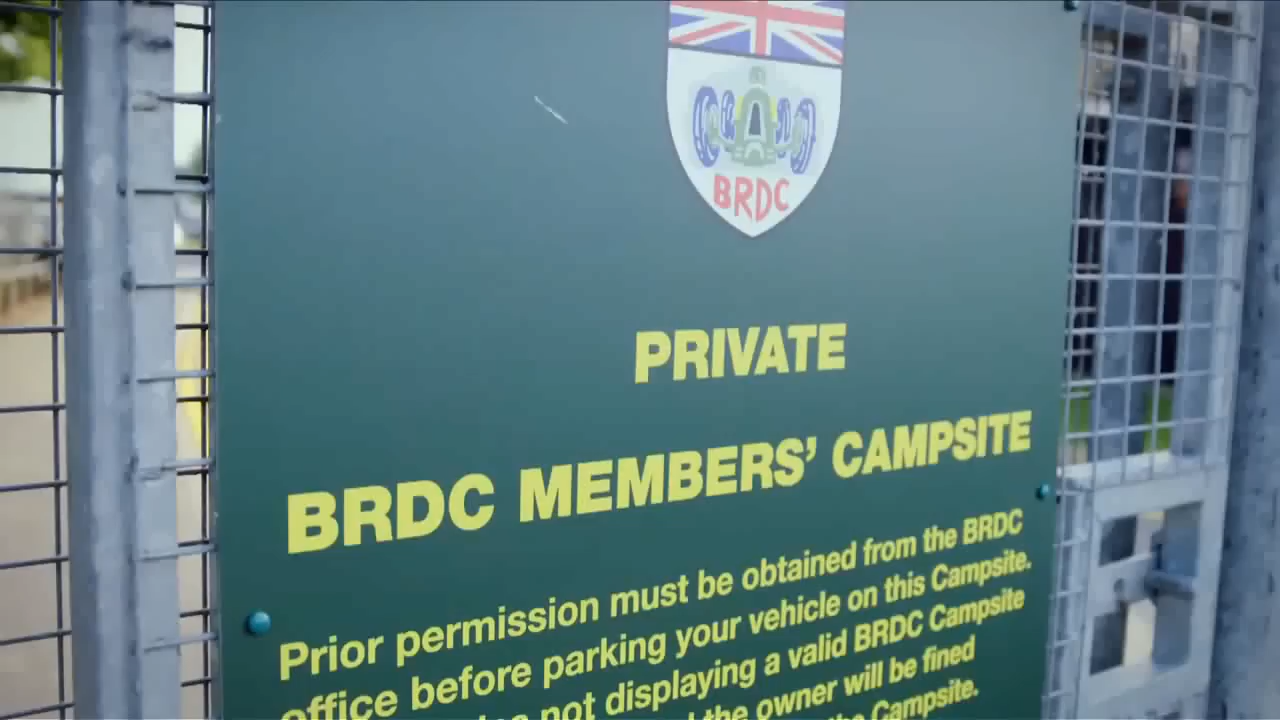 BRDC
PRIVATE
BRDC MEMBERS' CAMPSITE
Prior permission must be obtained from the BRDC
office before parking your vehicle on this Campsite.
not displaying a valid BRDC Campsite
the owner will be fined
Campsite.